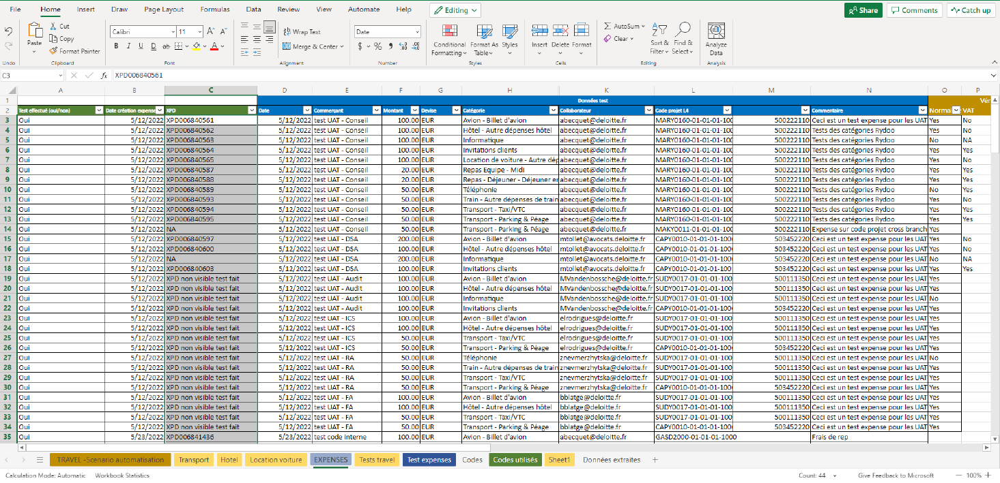 File Home Insert Draw Page Layout Formulas Data Review View Automate Help Editing Share Comments Catch up
Cut AutoSum
Calibri 11 Wrap Text Date
Copy Clear
Paste Conditional Format As Styles Insert Delete Format Sort & Find & Analyze
Format Painter B I U D ab A Merge & Center $ % Formatting Table Filter Select Data
Undo Clipboard Font Alignment Number Styles Cells Editing Analysis
C3 fx XPD006840561
A B C D E F G H K L M N O P
1 Données test Vér
2 Test effectué (oui/non) Date création expense XPD Date Commerçant Montant Devise Catégorie Collaborateur Code projet L4 Commentaire Normal VAT
3 Oui 5/12/2022 XPD006840561 5/12/2022 test UAT - Conseil 100.00 EUR Avion - Billet d'avion abecquet@deloitte.fr MARY0160-01-01-01-100 500222110 Ceci est un test expense pour les UAT Yes No
4 Oui 5/12/2022 XPD006840562 5/12/2022 test UAT - Conseil 100.00 EUR Hôtel - Autre dépenses hôtel abecquet@deloitte.fr MARY0160-01-01-01-100 500222110 Tests des catégories Rydoo Yes No
5 Oui 5/12/2022 XPD006840563 5/12/2022 test UAT - Conseil 100.00 EUR Informatique abecquet@deloitte.fr MARY0160-01-01-01-100 500222110 Tests des catégories Rydoo No NA
6 Oui 5/12/2022 XPD006840564 5/12/2022 test UAT - Conseil 100.00 EUR Invitations clients abecquet@deloitte.fr MARY0160-01-01-01-100 500222110 Tests des catégories Rydoo Yes Yes
7 Oui 5/12/2022 XPD006840565 5/12/2022 test UAT - Conseil 100.00 EUR Location de voiture - Autre dép abecquet@deloitte.fr MARY0160-01-01-01-100 500222110 Tests des catégories Rydoo Yes No
8 Oui 5/12/2022 XPD006840587 5/12/2022 test UAT - Conseil 20.00 EUR Repas Equipe - Midi abecquet@deloitte.fr MARY0160-01-01-01-100 500222110 Tests des catégories Rydoo Yes Yes
9 Oui 5/12/2022 XPD006840588 5/12/2022 test UAT - Conseil 20.00 EUR Repas - Déjeuner - Déjeuner en abecquet@deloitte.fr MARY0160-01-01-01-100 500222110 Tests des catégories Rydoo Yes Yes
10 Oui 5/12/2022 XPD006840589 5/12/2022 test UAT - Conseil 50.00 EUR Téléphonie abecquet@deloitte.fr MARY0160-01-01-01-100 500222110 Tests des catégories Rydoo No Yes
11 Oui 5/12/2022 XPD006840593 5/12/2022 test UAT - Conseil 50.00 EUR Train - Autre dépenses de train abecquet@deloitte.fr MARY0160-01-01-01-100 500222110 Tests des catégories Rydoo Yes No
12 Oui 5/12/2022 XPD006840594 5/12/2022 test UAT - Conseil 50.00 EUR Transport - Taxi/VTC abecquet@deloitte.fr MARY0160-01-01-01-100 500222110 Tests des catégories Rydoo Yes Yes
13 Oui 5/12/2022 XPD006840595 5/12/2022 test UAT - Conseil 50.00 EUR Transport - Parking & Péage abecquet@deloitte.fr MARY0160-01-01-01-100 500222110 Tests des catégories Rydoo Yes Yes
14 Oui 5/12/2022 NA 5/12/2022 test UAT - Conseil 50.00 EUR Transport - Parking & Péage abecquet@deloitte.fr MAKY0011-01-01-01-100 500222110 Expense sur code projet cross branch Yes
15 Oui 5/12/2022 XPD006840597 5/12/2022 test UAT - DSA 200.00 EUR Avion - Billet d'avion mtollet@avocats.deloitte.fr CAPY0010-01-01-01-100 503452220 Ceci est un test expense pour les UAT Yes No
16 Oui 5/12/2022 XPD006840600 5/12/2022 test UAT - DSA 100.00 EUR Hôtel - Autre dépenses hôtel mtollet@avocats.deloitte.fr CAPY0010-01-01-01-100 503452220 Ceci est un test expense pour les UAT Yes No
17 Oui 5/12/2022 NA 5/12/2022 test UAT - DSA 200.00 EUR Informatique mtollet@avocats.deloitte.fr CAPY0010-01-01-01-100 503452220 Ceci est un test expense pour les UAT No NA
18 Oui 5/12/2022 XPD006840603 5/12/2022 test UAT - DSA 100.00 EUR Invitations clients mtollet@avocats.deloitte.fr CAPY0010-01-01-01-100 503452220 Ceci est un test expense pour les UAT Yes Yes
19 Oui 5/12/2022 XPD non visible test fait 5/12/2022 test UAT - Audit 100.00 EUR Avion - Billet d'avion MVandenbossche@deloitte.fr SUDY0017-01-01-01-100 500111350 Ceci est un test expense pour les UAT Yes
20 Oui 5/12/2022 XPD non visible test fait 5/12/2022 test UAT - Audit 100.00 EUR Hôtel - Autre dépenses hôtel MVandenbossche@deloitte.fr SUDY0017-01-01-01-100 500111350 Ceci est un test expense pour les UAT Yes
21 Oui 5/12/2022 XPD non visible test fait 5/12/2022 test UAT - Audit 100.00 EUR Informatique MVandenbossche@deloitte.fr SUDY0017-01-01-01-100 500111350 Ceci est un test expense pour les UAT No
22 Oui 5/12/2022 XPD non visible test fait 5/12/2022 test UAT - Audit 100.00 EUR Invitations clients MVandenbossche@deloitte.fr CAPY0010-01-01-01-100 503452220 Ceci est un test expense pour les UAT Yes
23 Oui 5/12/2022 XPD non visible test fait 5/12/2022 test UAT - ICS 100.00 EUR Avion - Billet d'avion elrodrigues@deloitte.fr SUDY0017-01-01-01-100 500111350 Ceci est un test expense pour les UAT Yes
24 Oui 5/12/2022 XPD non visible test fait 5/12/2022 test UAT - ICS 100.00 EUR Hôtel - Autre dépenses hôtel elrodrigues@deloitte.fr SUDY0017-01-01-01-100 500111350 Ceci est un test expense pour les UAT Yes
25 Oui 5/12/2022 XPD non visible test fait 5/12/2022 test UAT - ICS 50.00 EUR Transport - Taxi/VTC elrodrigues@deloitte.fr SUDY0017-01-01-01-100 500111350 Ceci est un test expense pour les UAT Yes
26 Oui 5/12/2022 XPD non visible test fait 5/12/2022 test UAT - ICS 50.00 EUR Transport - Parking & Péage elrodrigues@deloitte.fr CAPY0010-01-01-01-100 503452220 Ceci est un test expense pour les UAT Yes
27 Oui 5/12/2022 XPD non visible test fait 5/12/2022 test UAT - RA 50.00 EUR Téléphonie znevmerzhytska@deloitte.fr SUDY0017-01-01-01-100 500111350 Ceci est un test expense pour les UAT No
28 Oui 5/12/2022 XPD non visible test fait 5/12/2022 test UAT - RA 50.00 EUR Train - Autre dépenses de train znevmerzhytska@deloitte.fr SUDY0017-01-01-01-100 500111350 Ceci est un test expense pour les UAT Yes
29 Oui 5/12/2022 XPD non visible test fait 5/12/2022 test UAT - RA 50.00 EUR Transport - Taxi/VTC znevmerzhytska@deloitte.fr SUDY0017-01-01-01-100 500111350 Ceci est un test expense pour les UAT Yes
30 Oui 5/12/2022 XPD non visible test fait 5/12/2022 test UAT - RA 50.00 EUR Transport - Parking & Péage znevmerzhytska@deloitte.fr CAPY0010-01-01-01-100 503452220 Ceci est un test expense pour les UAT Yes
31 Oui 5/12/2022 XPD non visible test fait 5/12/2022 test UAT - FA 100.00 EUR Avion - Billet d'avion bblatge@deloitte.fr SUDY0017-01-01-01-100 500111350 Ceci est un test expense pour les UAT Yes
32 Oui 5/12/2022 XPD non visible test fait 5/12/2022 test UAT - FA 100.00 EUR Hôtel - Autre dépenses hôtel bblatge@deloitte.fr SUDY0017-01-01-01-100 500111350 Ceci est un test expense pour les UAT Yes
33 Oui 5/12/2022 XPD non visible test fait 5/12/2022 test UAT - FA 50.00 EUR Transport - Taxi/VTC bblatge@deloitte.fr SUDY0017-01-01-01-100 500111350 Ceci est un test expense pour les UAT Yes
34 Oui 5/12/2022 XPD non visible test fait 5/12/2022 test UAT - FA 50.00 EUR Transport - Parking & Péage bblatge@deloitte.fr CAPY0010-01-01-01-100 503452220 Ceci est un test expense pour les UAT Yes
35 Oui 5/23/2022 XPD006841436 5/23/2022 test code interne 100.00 EUR Avion - Billet d'avion abecquet@deloitte.fr GASD2000-01-01-01-1000 Frais de rep
TRAVEL -Scenario automatisation Transport Hotel Location voiture EXPENSES Tests travel Test expenses Codes Codes utilisés Sheet1 Données extraites
Calculation Mode: Automatic Workbook Statistics Count: 44 Give Feedback to Microsoft 100%